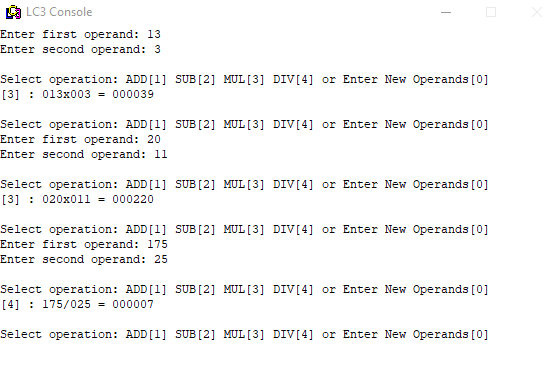 LC3 Console
Enter first operand: 13
Enter second operand: 3
Select operation: ADD[1] SUB[2] MUL[3] DIV[4] or Enter New Operands[0]
[3] : 013x003 = 000039
Select operation: ADD[1] SUB[2] MUL[3] DIV[4] or Enter New Operands[0]
Enter first operand: 20
Enter second operand: 11
Select operation: ADD[1] SUB[2] MUL[3] DIV[4] or Enter New Operands[0]
[3] : 020x011 = 000220
Select operation: ADD[1] SUB[2] MUL[3] DIV[4] or Enter New Operands[0]
Enter first operand: 175
Enter second operand: 25
Select operation: ADD[1] SUB[2] MUL[3] DIV[4] or Enter New Operands[0]
[4] : 175/025 = 000007
Select operation: ADD[1] SUB[2] MUL[3] DIV[4] or Enter New Operands[0]